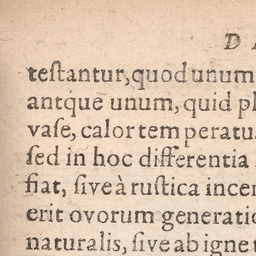 D
teſtantur, quod unum
antque unum, quid pl
vaſe, calor temperatu
ſed in hoc differentia
fiat, ſive à ruſtica incen
erit ovorum generatio
naturalis, ſive ab igne t